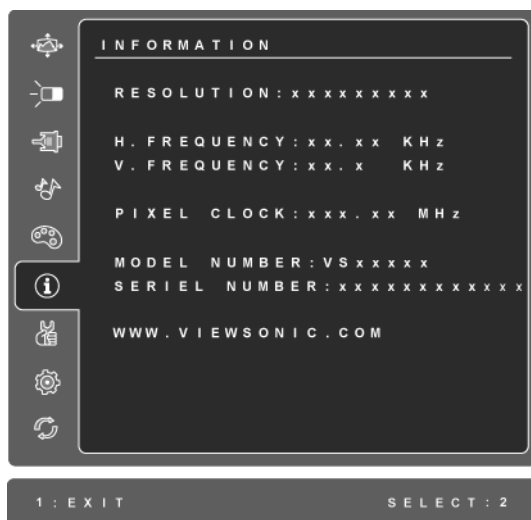 INFORMATION
RESOLUTION:xxxxxxxxx
H. FREQUENCY:xx.xx KHz
V. FREQUENCY:xx.x KHz
PIXEL CLOCK:xxx.xx MHz
MODEL NUMBER:VSxxxxx
SERIEL NUMBER:xxxxxxxxxxxx
WWW.VIEWSONIC.COM
1:EXIT SELECT:2